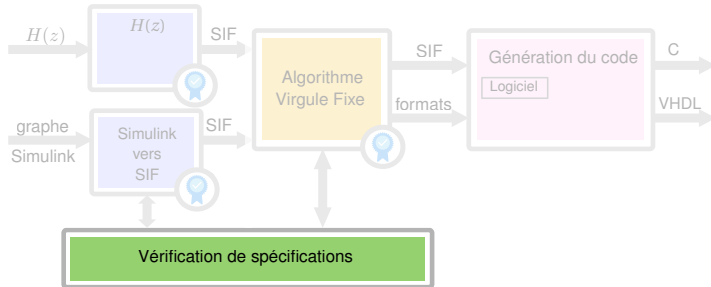 H(z)
H(z)
SIF
graphe
Simulink
Simulink
vers
SIF
SIF
Algorithme
Virgule Fixe
SIF
formats
Génération du code
Logiciel
C
VHDL
Vérification de spécifications